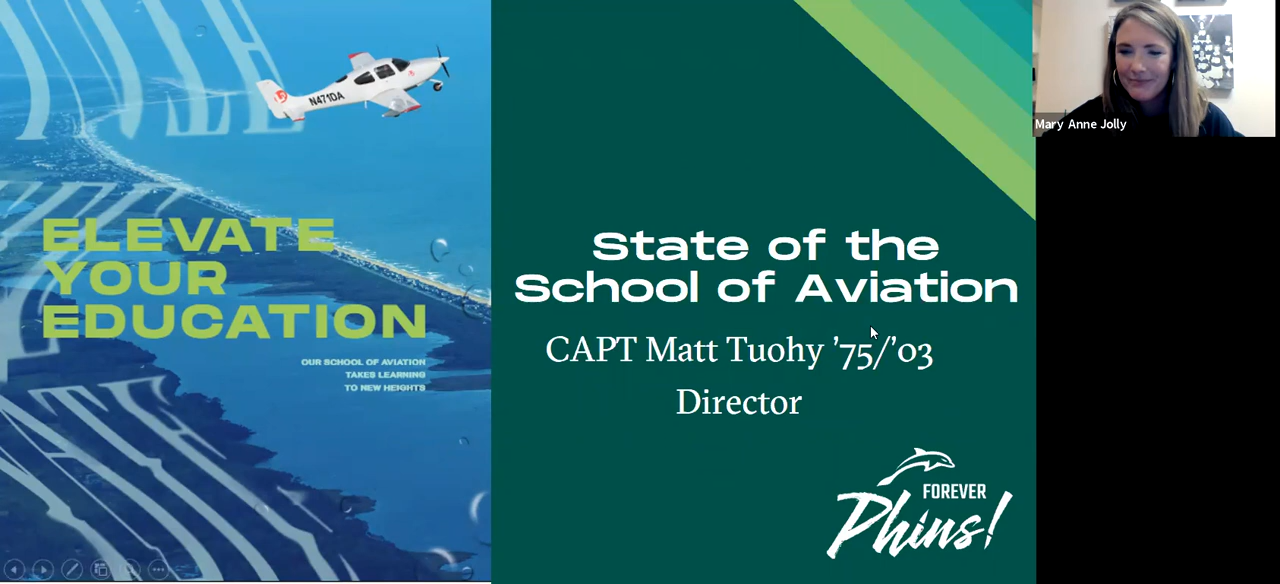 N471DA
ELEVATE
YOUR
EDUCATION
OUR SCHOOL OF AVIATION
TAKES LEARNING
TO NEW HEIGHTS
State of the
School of Aviation
CAPT Matt Tuohy ’75/’03
Director
FOREVER
Phins!
Mary Anne Jolly